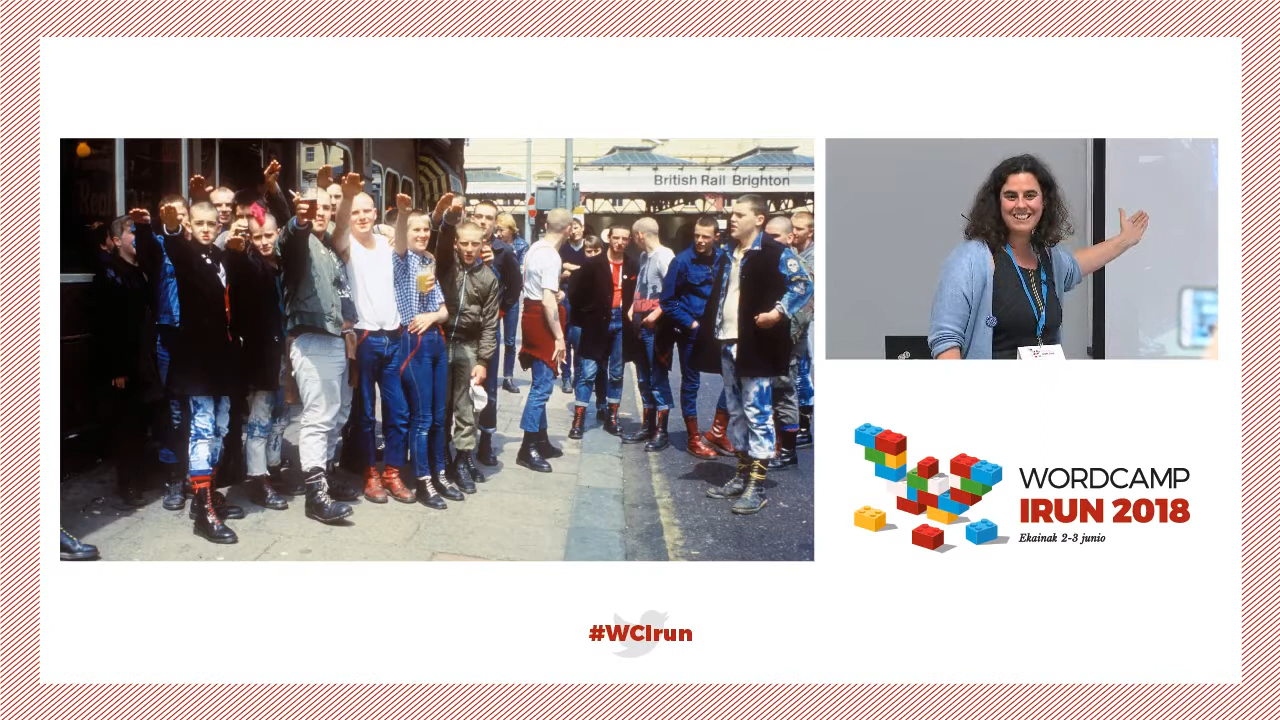 British Rail Brighton
WORDCAMP
IRUN 2018
Ekainak 2-3 junio
#WCIrun